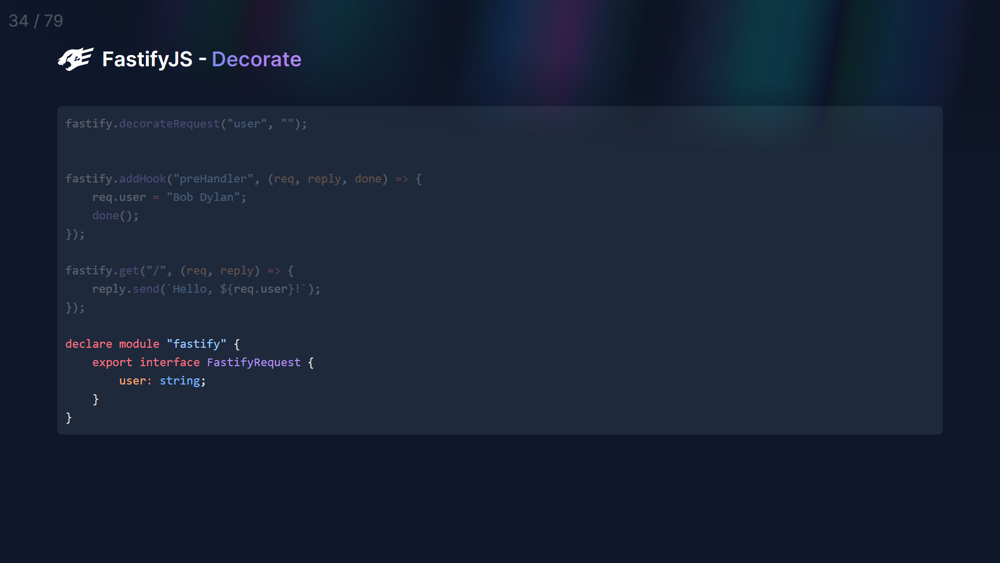 34 / 79
FastifyJS - Decorate
fastify.decorateRequest("user", "");
fastify.addHook("preHandler", (req, reply, done) => {
    req.user = "Bob Dylan";
    done();
});
fastify.get("/", (req, reply) => {
    reply.send(`Hello, ${req.user}!`);
});
declare module "fastify" {
    export interface FastifyRequest {
        user: string;
    }
}